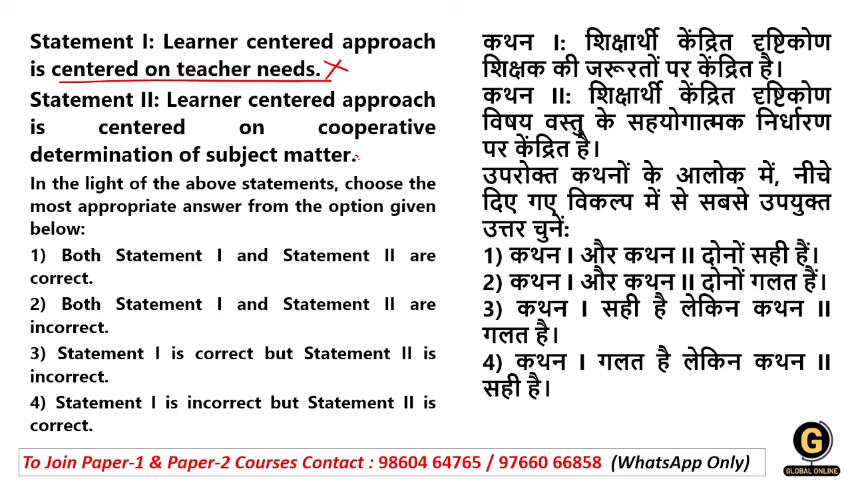 Statement I: Learner centered approach
is centered on teacher needs.
Statement II: Learner centered approach
is centered on cooperative
determination of subject matter.
In the light of the above statements, choose the
most appropriate answer from the option given
below:
1) Both Statement I and Statement II are
correct.
2) Both Statement I and Statement II are
incorrect.
3) Statement I is correct but Statement II is
incorrect.
4) Statement I is incorrect but Statement II is
correct.
कथन I: शिक्षार्थी केंद्रित दृष्टिकोण
शिक्षक की जरूरतों पर केंद्रित है।
कथन II: शिक्षार्थी केंद्रित दृष्टिकोण
विषय वस्तु के सहयोगात्मक निर्धारण
पर केंद्रित है।
उपरोक्त कथनों के आलोक में, नीचे
दिए गए विकल्प में से सबसे उपयुक्त
उत्तर चुनें:
1) कथन I और कथन II दोनों सही हैं।
2) कथन I और कथन II दोनों गलत हैं।
3) कथन I सही है लेकिन कथन II
गलत है।
4) कथन I गलत है लेकिन कथन II
सही है।
G
GLOBAL ONLINE
To Join Paper-1 & Paper-2 Courses Contact : 98604 64765 / 97660 66858 (WhatsApp Only)